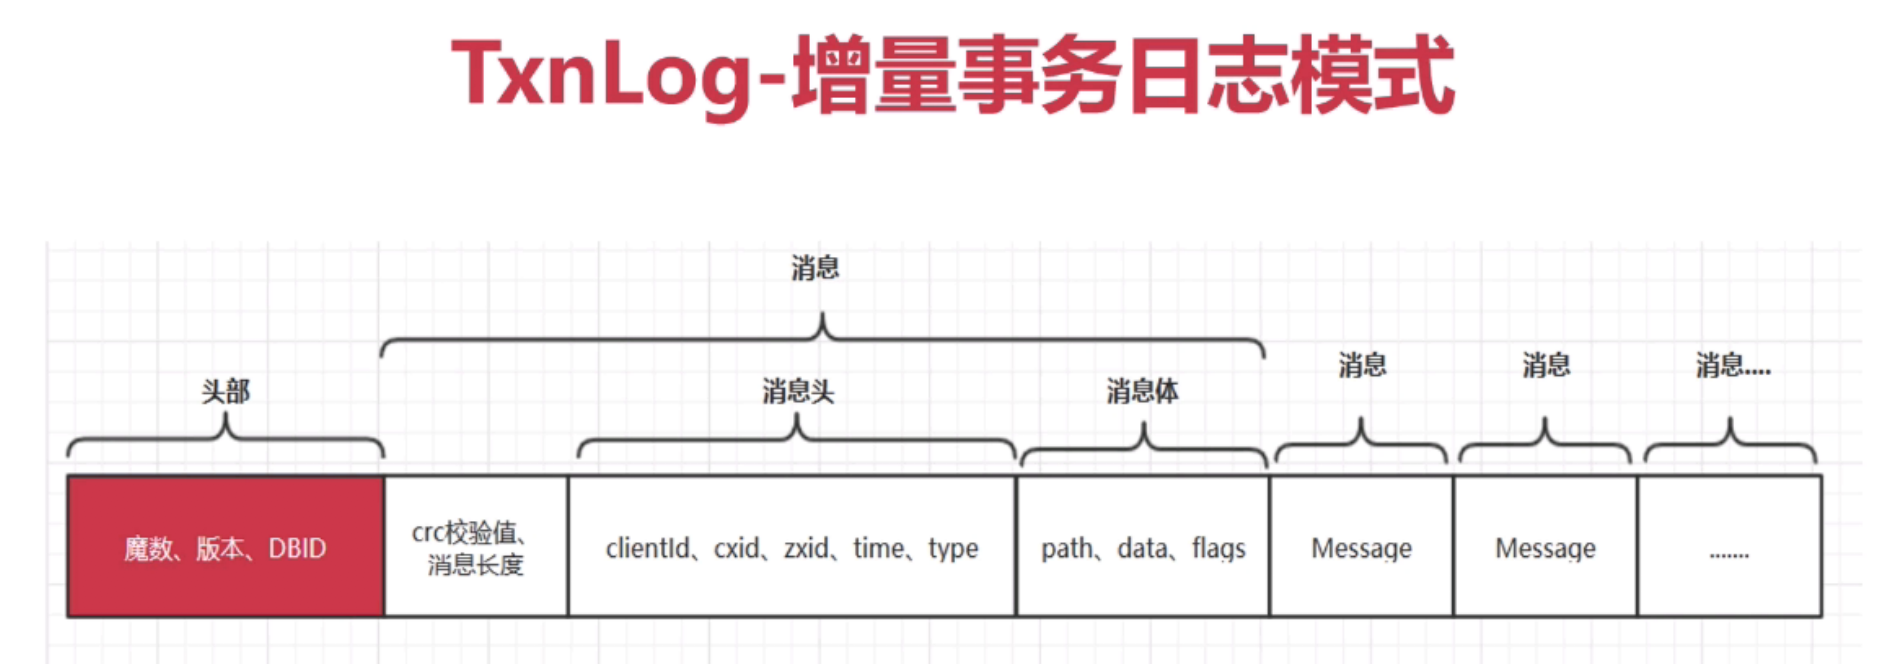 TxnLog-增量事务日志模式
消息
消息
消息
消息....
头部
消息头
消息体
魔数、版本、DBID
crc校验值、
消息长度
clientId、cxid、zxid、time、type
path、data、flags
Message
Message
.......